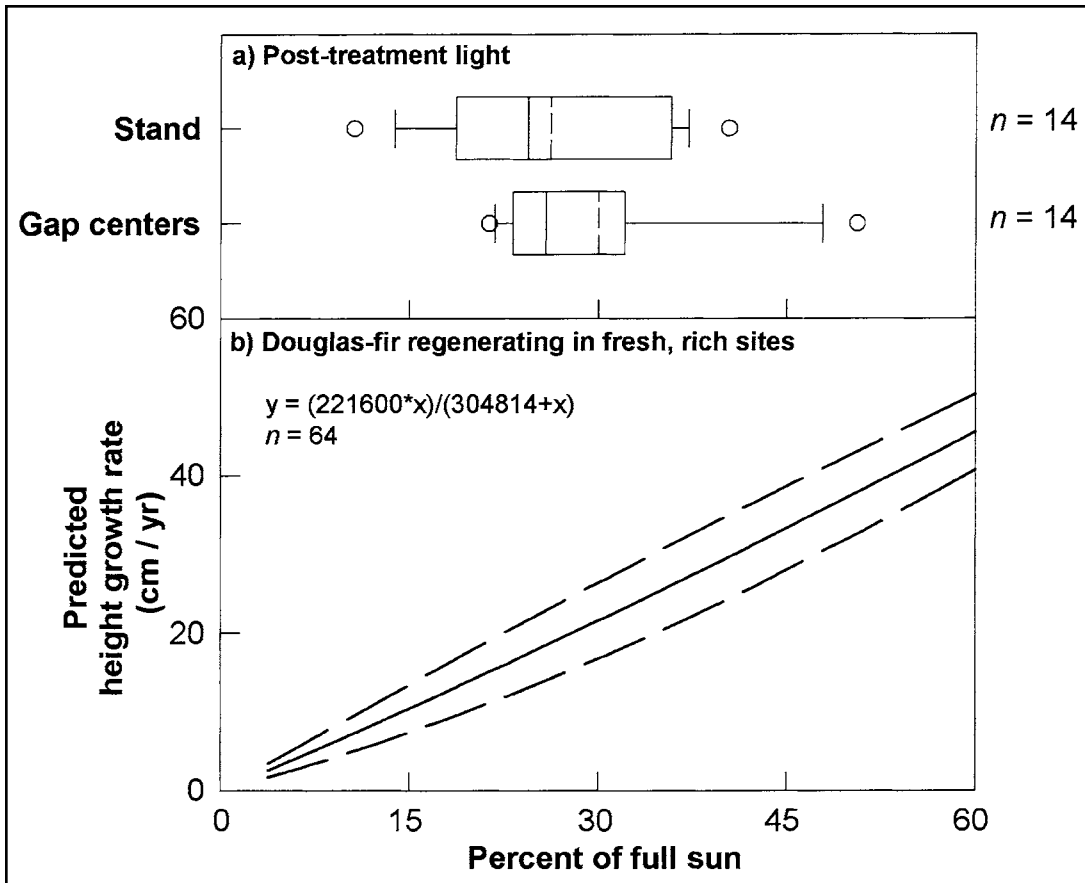 a) Post-treatment light
Stand
n = 14
Gap centers
n = 14
60
b) Douglas-fir regenerating in fresh, rich sites
y = (221600*x)/(304814+x)
n = 64
40
20
0
Predicted
height growth rate
(cm / yr)
0 15 30 45 60
Percent of full sun